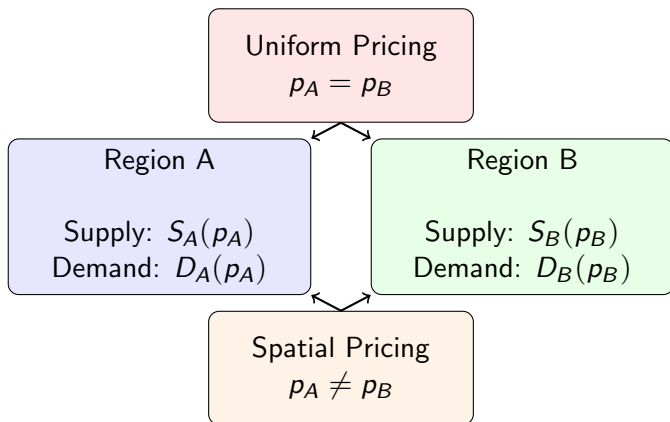 Uniform Pricing
p_A = p_B
Region A
Supply: S_A(p_A)
Demand: D_A(p_A)
Region B
Supply: S_B(p_B)
Demand: D_B(p_B)
Spatial Pricing
p_A ≠ p_B